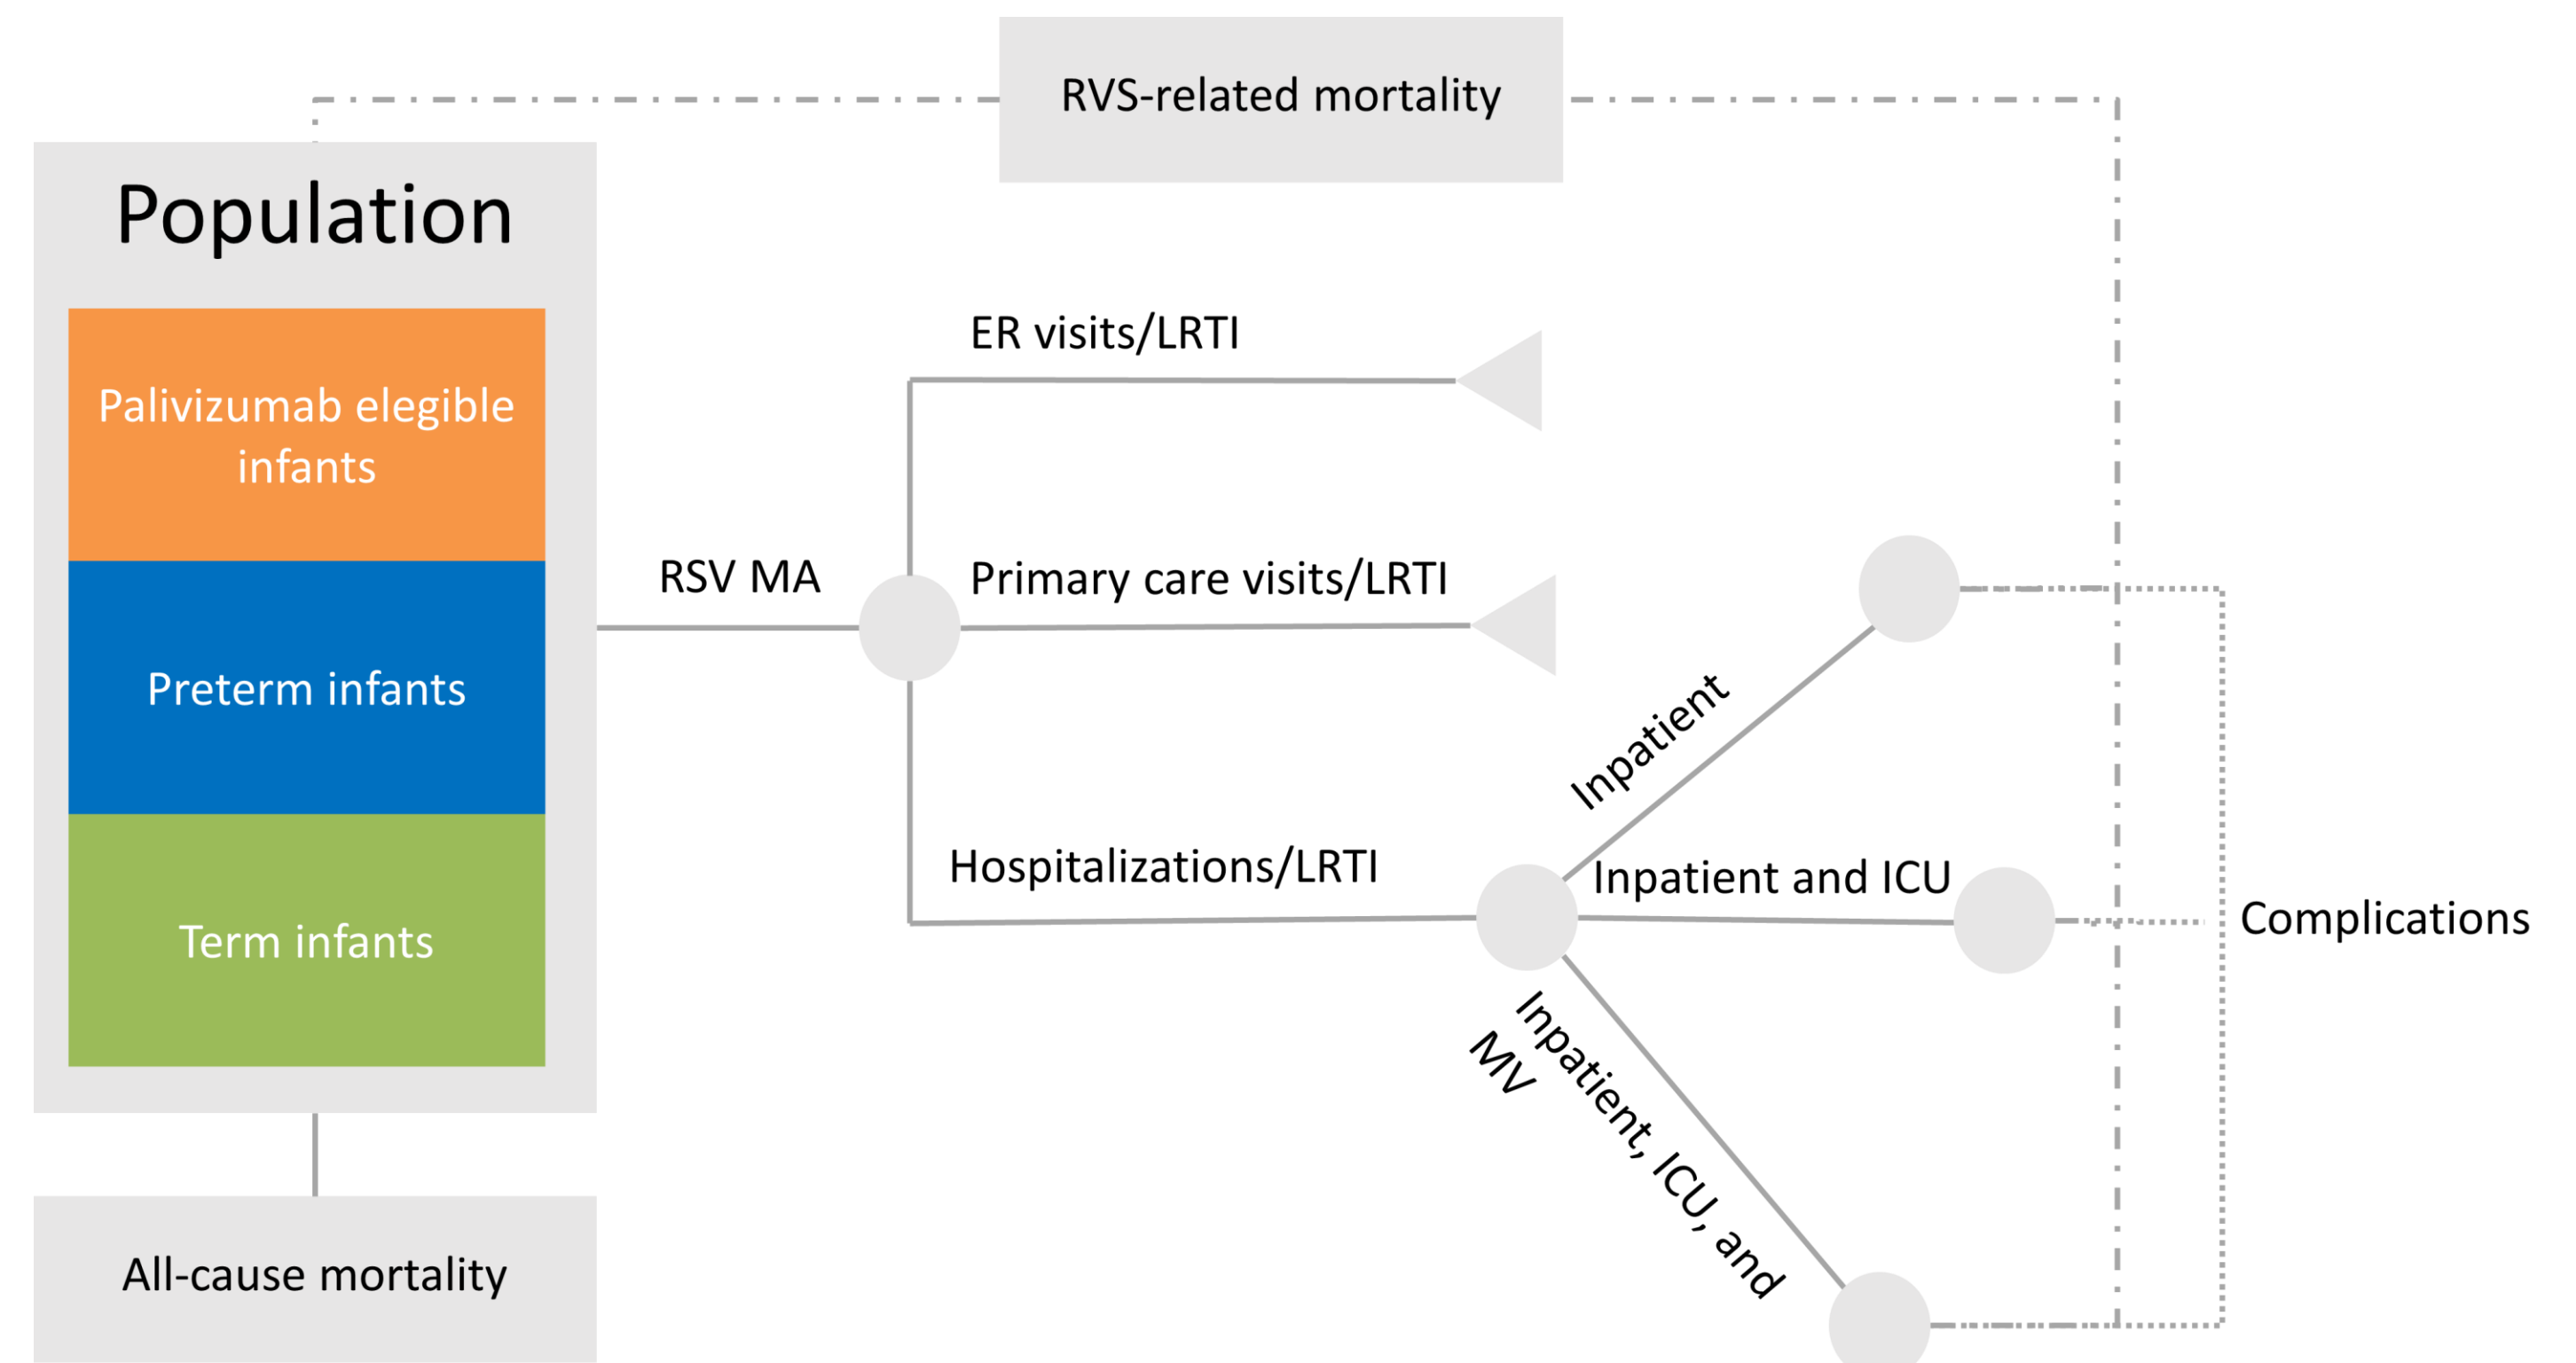 RVS-related mortality
Population
Palivizumab elegible
infants
Preterm infants
Term infants
All-cause mortality
RSV MA
ER visits/LRTI
Primary care visits/LRTI
Hospitalizations/LRTI
Inpatient
Inpatient and ICU
Inpatient, ICU, and
MV
Complications